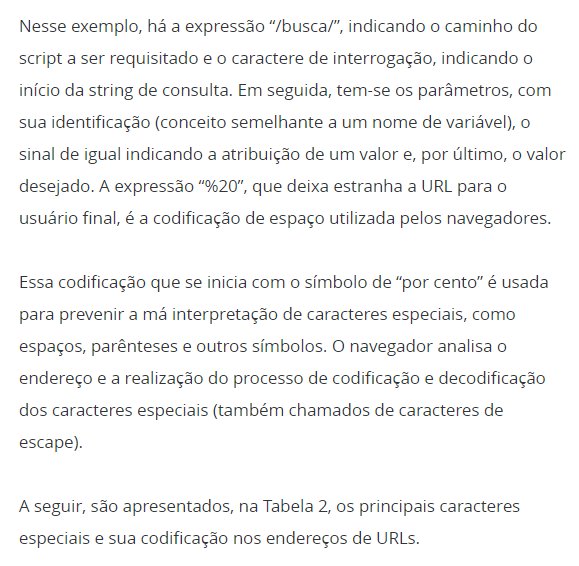 Nesse exemplo, há a expressão “/busca/”, indicando o caminho do
script a ser requisitado e o caractere de interrogação, indicando o
início da string de consulta. Em seguida, tem-se os parâmetros, com
sua identificação (conceito semelhante a um nome de variável), o
sinal de igual indicando a atribuição de um valor e, por último, o valor
desejado. A expressão “%20”, que deixa estranha a URL para o
usuário final, é a codificação de espaço utilizada pelos navegadores.
Essa codificação que se inicia com o símbolo de “por cento” é usada
para prevenir a má interpretação de caracteres especiais, como
espaços, parênteses e outros símbolos. O navegador analisa o
endereço e a realização do processo de codificação e decodificação
dos caracteres especiais (também chamados de caracteres de
escape).
A seguir, são apresentados, na Tabela 2, os principais caracteres
especiais e sua codificação nos endereços de URLs.